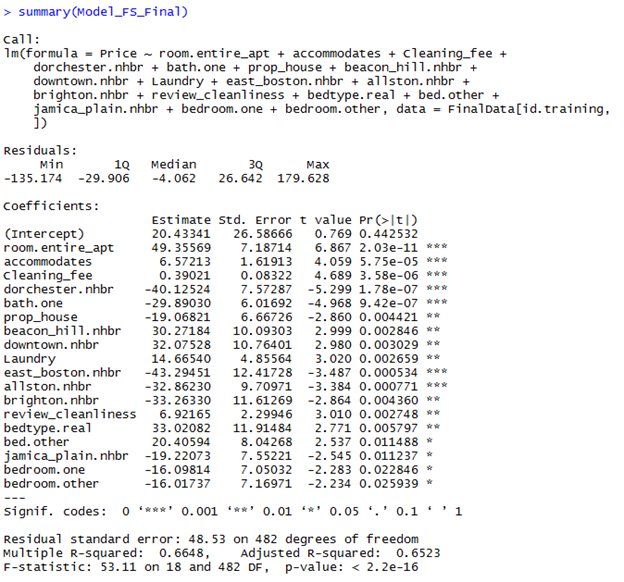 > summary(Model_FS_Final)
Call:
lm(formula = Price ~ room.entire_apt + accommodates + Cleaning_fee +
    dorchester.nhbr + bath.one + prop_house + beacon_hill.nhbr +
    downtown.nhbr + Laundry + east_boston.nhbr + allston.nhbr +
    brighton.nhbr + review_cleanliness + bedtype.real + bed.other +
    jamica_plain.nhbr + bedroom.one + bedroom.other, data = FinalData[id.training,
    ])
Residuals:
     Min       1Q   Median       3Q      Max
-135.174  -29.906   -4.062   26.642  179.628
Coefficients:
                    Estimate Std. Error t value Pr(>|t|)
(Intercept)         20.43341   26.58666   0.769 0.442532
room.entire_apt     49.35569    7.18714   6.867 2.03e-11 ***
accommodates         6.57213    1.61913   4.059 5.75e-05 ***
Cleaning_fee         0.39021    0.08322   4.689 3.58e-06 ***
dorchester.nhbr    -40.12524    7.57287  -5.299 1.78e-07 ***
bath.one           -29.89030    6.01692  -4.968 9.42e-07 ***
prop_house         -19.06821    6.66726  -2.860 0.004421 **
beacon_hill.nhbr    30.27184   10.09303   2.999 0.002846 **
downtown.nhbr       32.07528   10.76401   2.980 0.003029 **
Laundry             14.66540    4.85564   3.020 0.002659 **
east_boston.nhbr   -43.29451   12.41728  -3.487 0.000534 ***
allston.nhbr       -32.86230    9.70971  -3.384 0.000771 ***
brighton.nhbr      -33.26330   11.61269  -2.864 0.004360 **
review_cleanliness   6.92165    2.29946   3.010 0.002748 **
bedtype.real        33.02082   11.91484   2.771 0.005797 **
bed.other           20.40594    8.04268   2.537 0.011488 *
jamica_plain.nhbr  -19.22073    7.55221  -2.545 0.011237 *
bedroom.one        -16.09814    7.05032  -2.283 0.022846 *
bedroom.other      -16.01737    7.16971  -2.234 0.025939 *
---
Signif. codes:  0 ‘***’ 0.001 ‘**’ 0.01 ‘*’ 0.05 ‘.’ 0.1 ‘ ’ 1
Residual standard error: 48.53 on 482 degrees of freedom
Multiple R-squared:  0.6648,    Adjusted R-squared:  0.6523
F-statistic: 53.11 on 18 and 482 DF,  p-value: < 2.2e-16